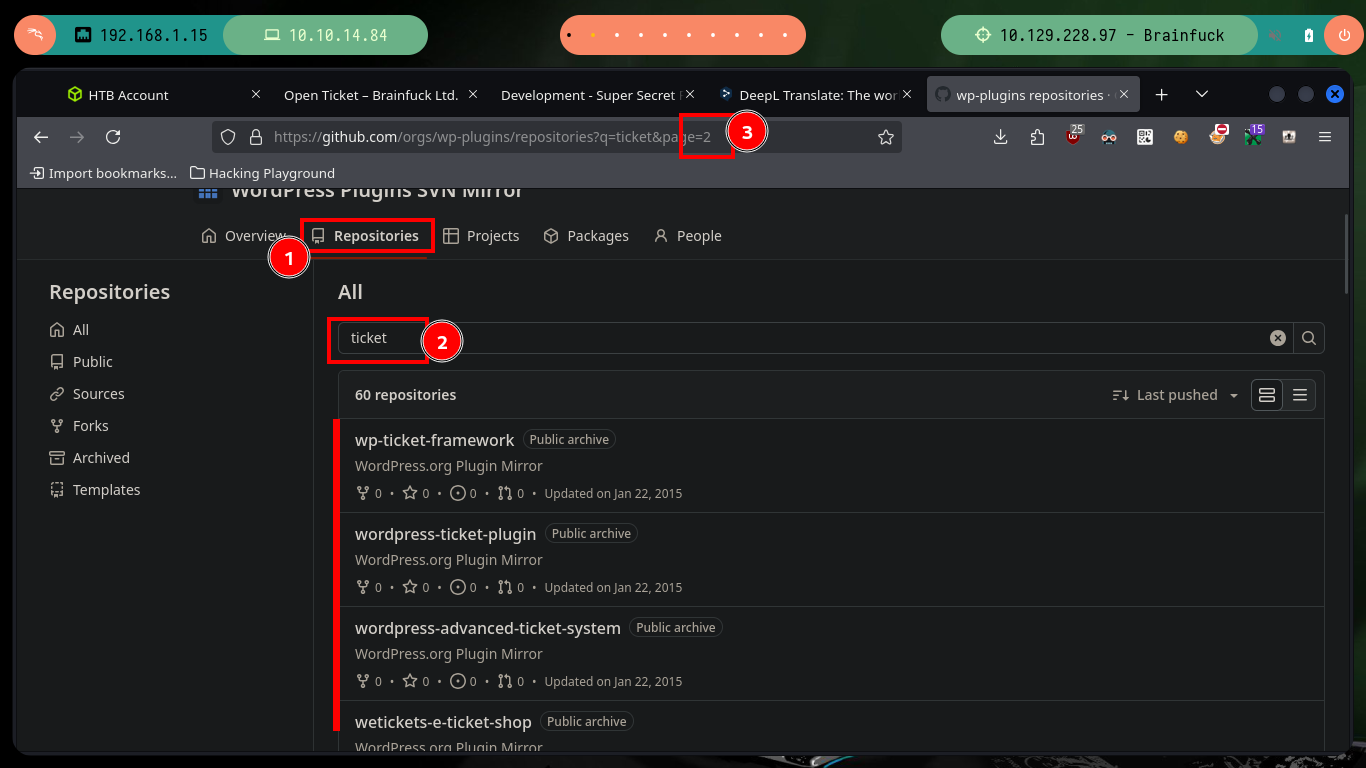 192.168.1.15 10.10.14.84 10.129.228.97 - Brainfuck
HTB Account Open Ticket – Brainfuck Ltd. Development - Super Secret F DeepL Translate: The wor wp-plugins repositories ·
https://github.com/orgs/wp-plugins/repositories?q=ticket&page=2 3 25 15
Import bookmarks... Hacking Playground
WordPress Plugins SVN Mirror
Overview Repositories Projects Packages People
1
Repositories
All
Public
Sources
Forks
Archived
Templates
All
ticket 2
60 repositories Last pushed
wp-ticket-framework Public archive
WordPress.org Plugin Mirror
0 • 0 • 0 • 0 • Updated on Jan 22, 2015
wordpress-ticket-plugin Public archive
WordPress.org Plugin Mirror
0 • 0 • 0 • 0 • Updated on Jan 22, 2015
wordpress-advanced-ticket-system Public archive
WordPress.org Plugin Mirror
0 • 0 • 0 • 0 • Updated on Jan 22, 2015
wetickets-e-ticket-shop Public archive
WordPress.org Plugin Mirror